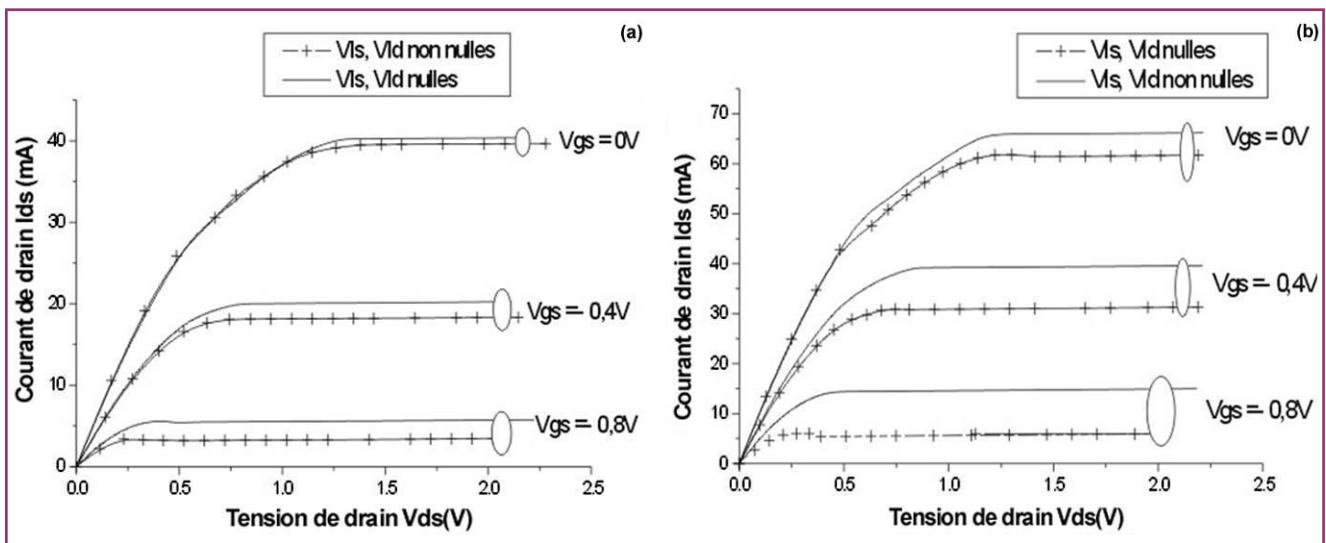 (a)
Vls, Vld non nulles
Vls, Vld nulles
40
30
20
10
0
Courant de drain Ids (mA)
Vgs = 0V
Vgs=- 0,4V
Vgs=- 0,8V
0.0 0.5 1.0 1.5 2.0 2.5
Tension de drain Vds(V)
(b)
Vls, Vld nulles
Vls, Vld non nulles
70
60
50
40
30
20
10
0
Courant de drain Ids (mA)
Vgs = 0V
Vgs=- 0,4V
Vgs=- 0,8V
0.0 0.5 1.0 1.5 2.0 2.5
Tension de drain Vds(V)